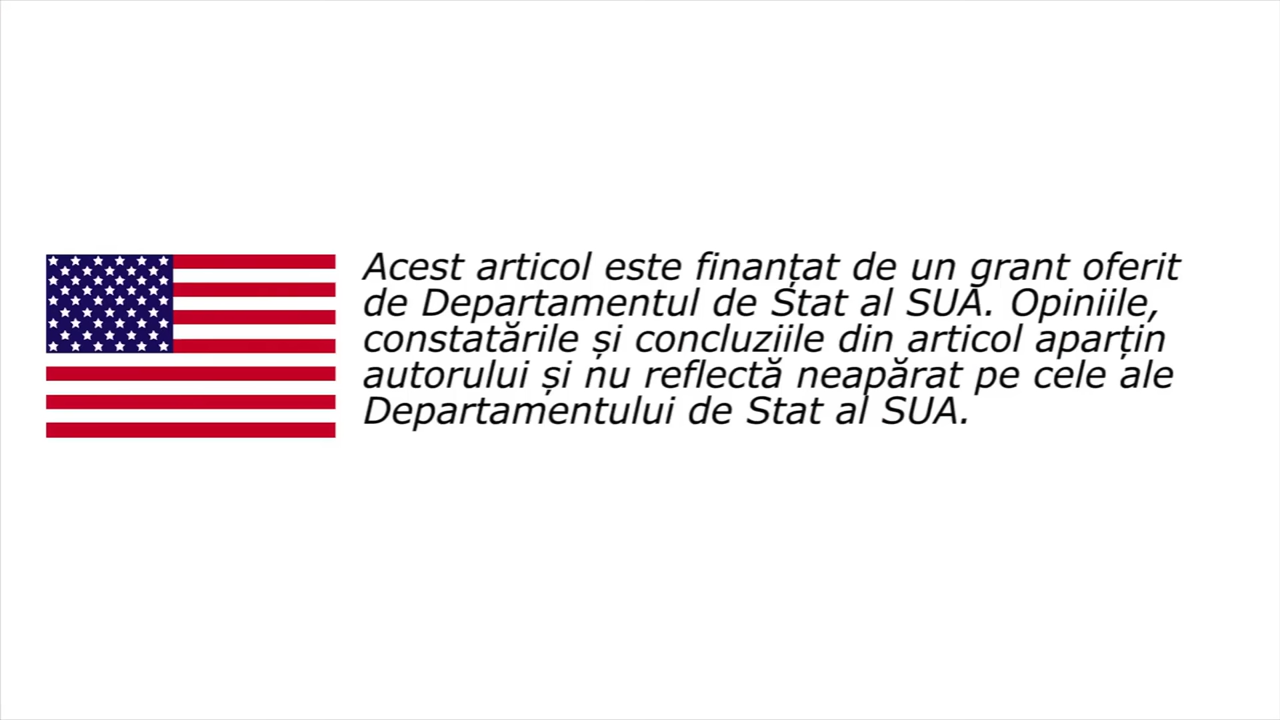 Acest articol este finanțat de un grant oferit
de Departamentul de Stat al SUA. Opiniile,
constatările și concluziile din articol aparțin
autorului și nu reflectă neapărat pe cele ale
Departamentului de Stat al SUA.